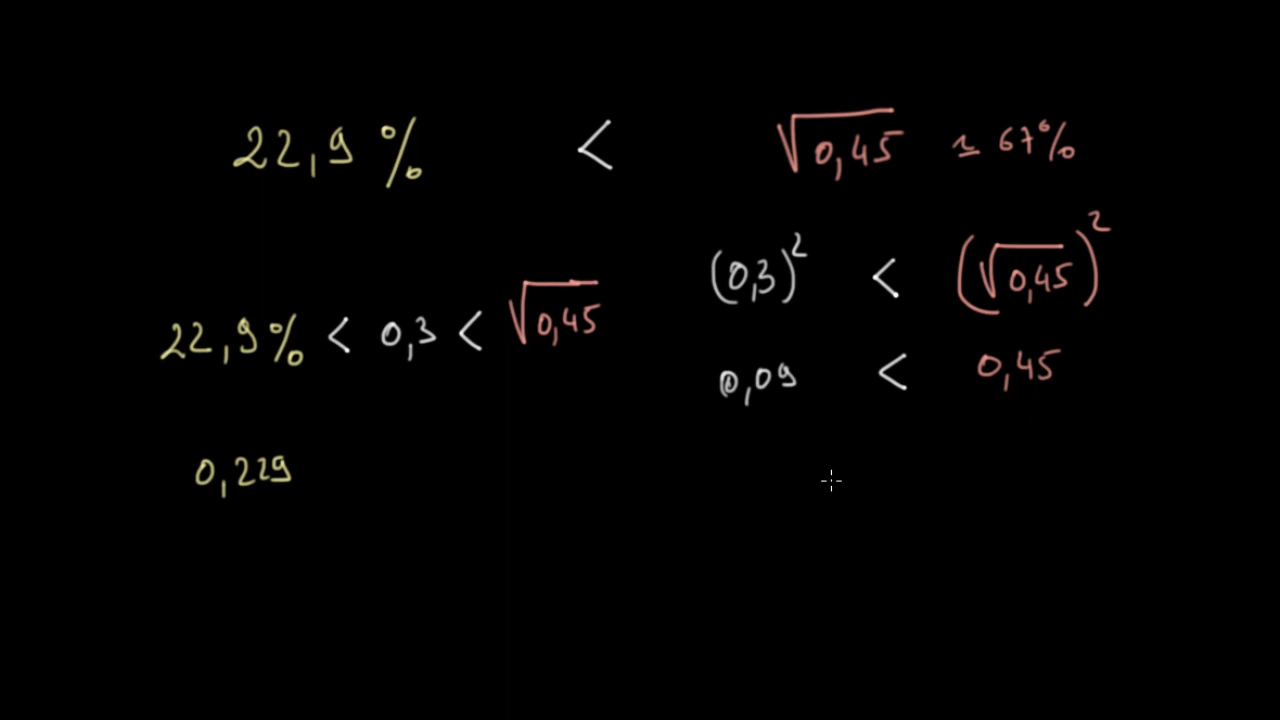 22,9 % < √0,45 ≃ 67%
(0,3)² < (√0,45)²
22,9% < 0,3 < √0,45
0,09 < 0,45
0,229